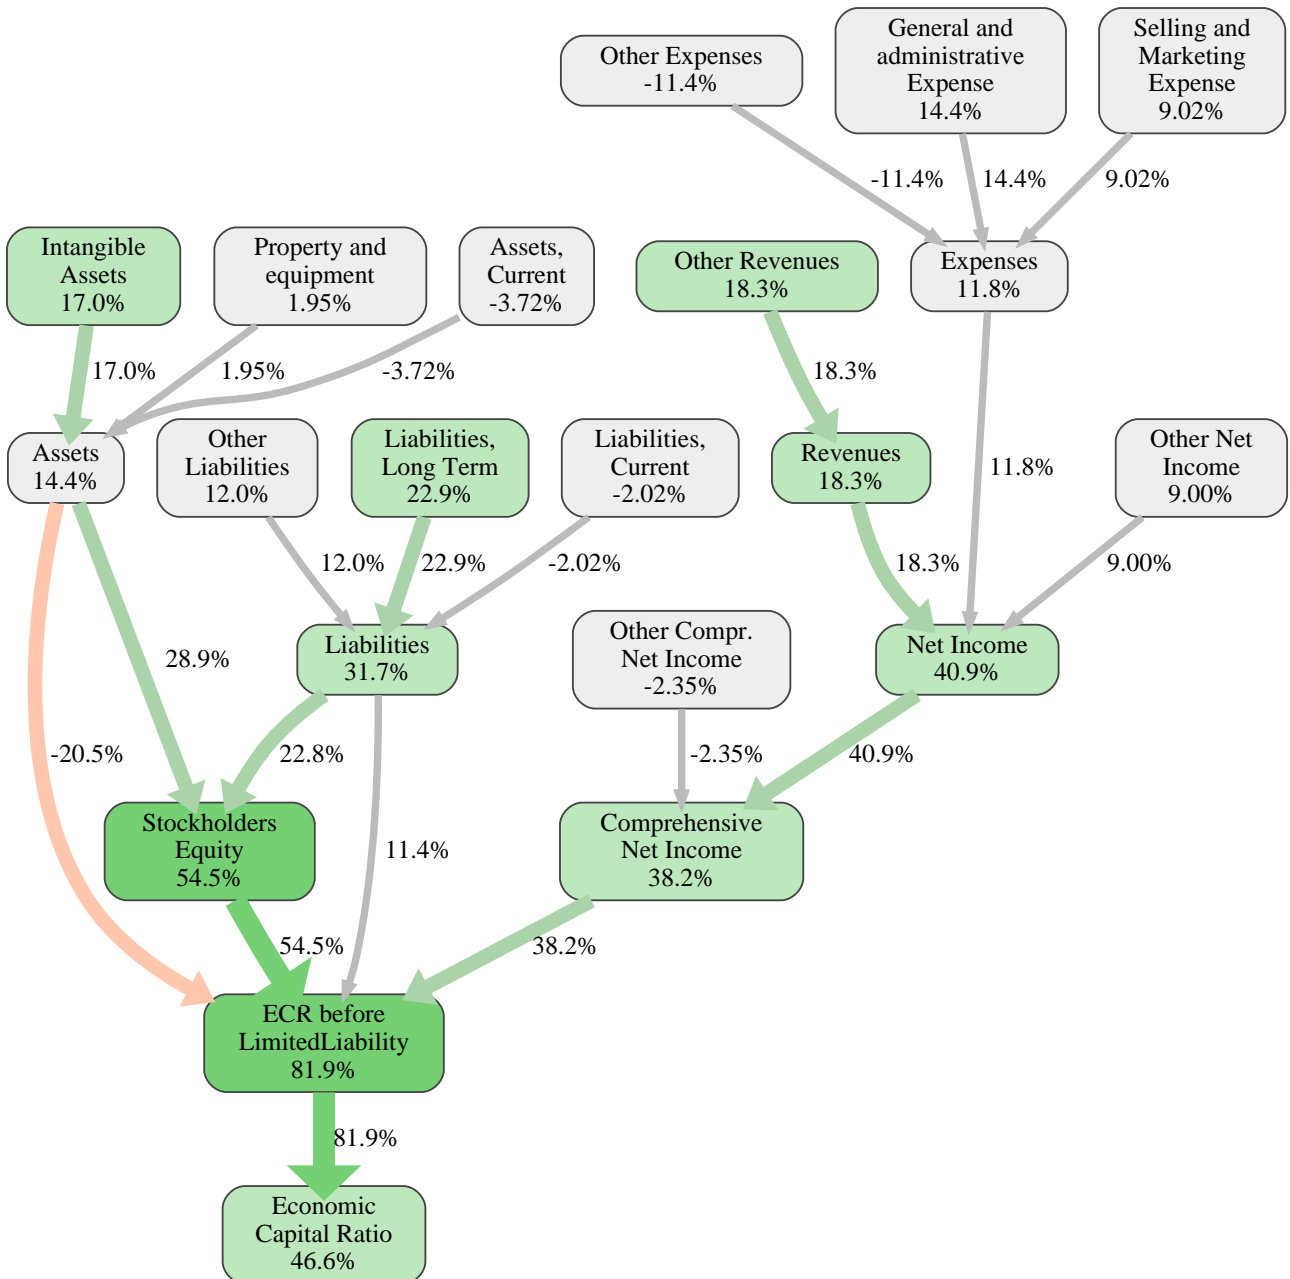 Other Expenses
-11.4%
General and
administrative
Expense
14.4%
Selling and
Marketing
Expense
9.02%
-11.4%
14.4%
9.02%
Intangible
Assets
17.0%
Property and
equipment
1.95%
Assets,
Current
-3.72%
Other Revenues
18.3%
Expenses
11.8%
17.0%
1.95%
-3.72%
18.3%
Assets
14.4%
Other
Liabilities
12.0%
Liabilities,
Long Term
22.9%
Liabilities,
Current
-2.02%
Revenues
18.3%
11.8%
Other Net
Income
9.00%
12.0%
22.9%
-2.02%
18.3%
9.00%
28.9%
Liabilities
31.7%
Other Compr.
Net Income
-2.35%
Net Income
40.9%
-20.5%
22.8%
-2.35%
40.9%
Stockholders
Equity
54.5%
11.4%
Comprehensive
Net Income
38.2%
54.5%
38.2%
ECR before
LimitedLiability
81.9%
81.9%
Economic
Capital Ratio
46.6%